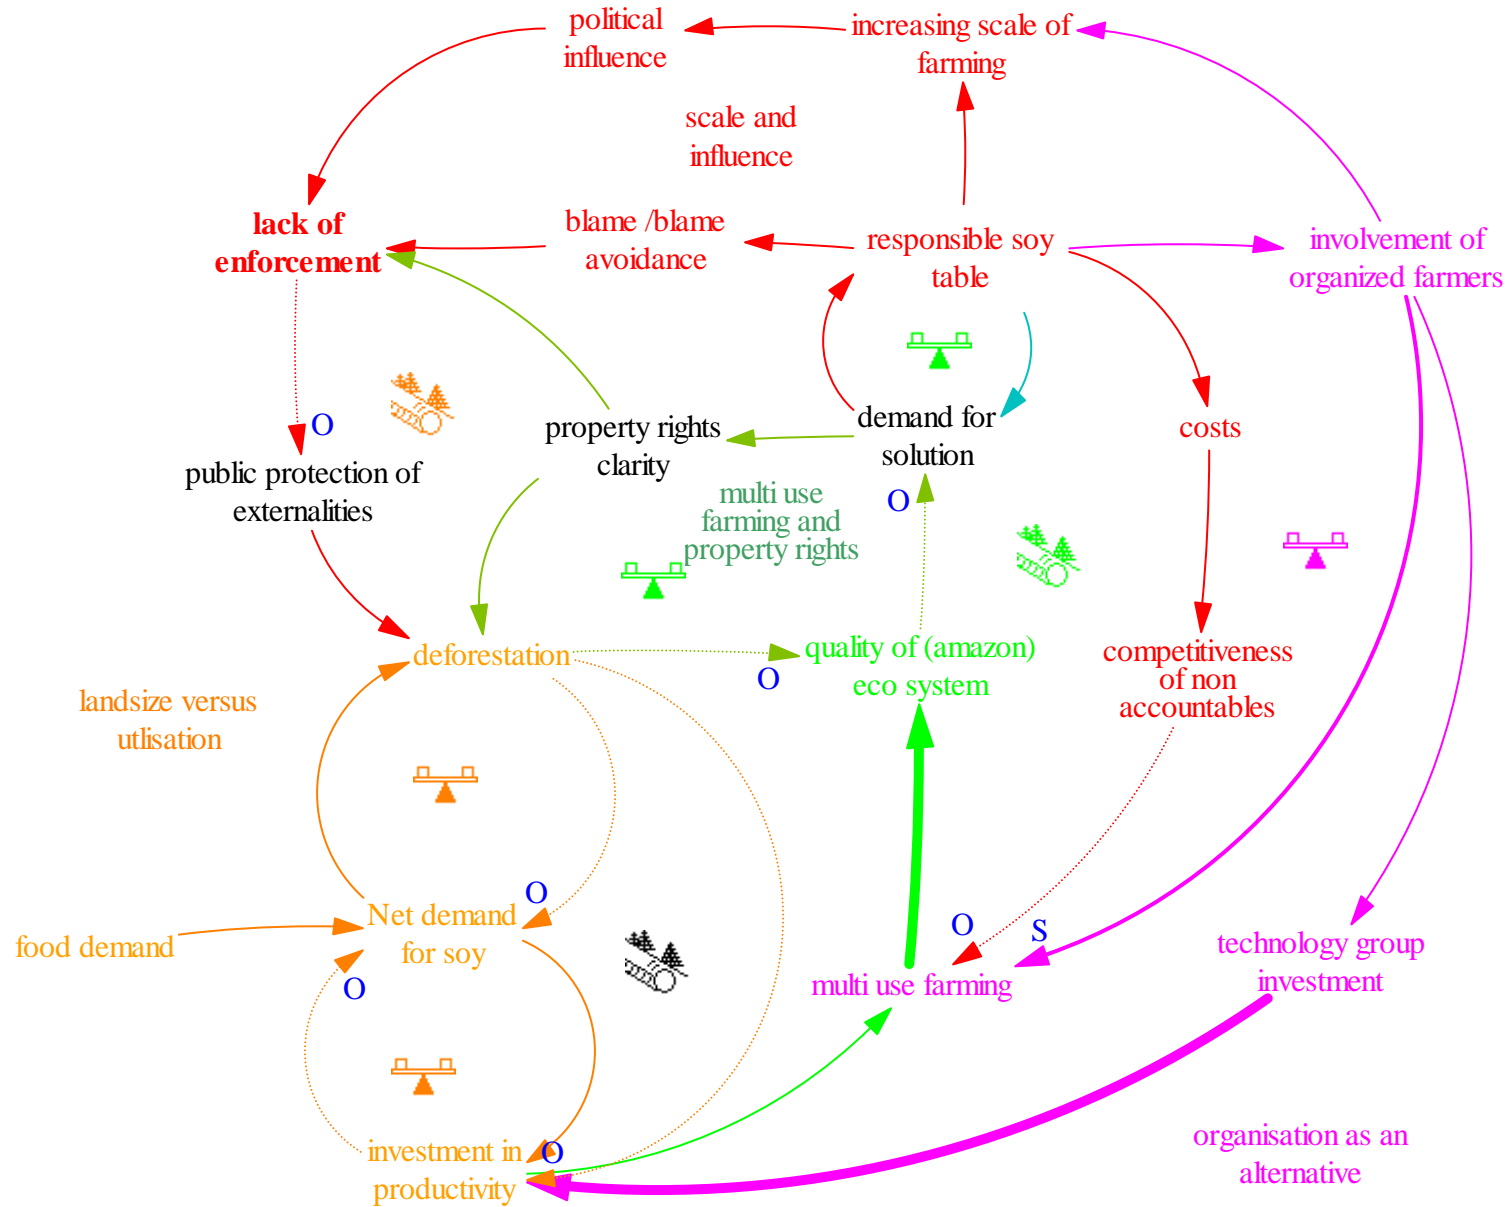 political
influence
increasing scale of
farming
scale and
influence
lack of
enforcement
blame /blame
avoidance
responsible soy
table
involvement of
organized farmers
O
public protection of
externalities
property rights
clarity
demand for
solution
costs
multi use
farming and
property rights
O
deforestation
O
quality of (amazon)
eco system
competitiveness
of non
accountables
landsize versus
utlisation
food demand
Net demand
for soy
O
O
O
S
multi use farming
technology group
investment
investment in
productivity
O
organisation as an
alternative